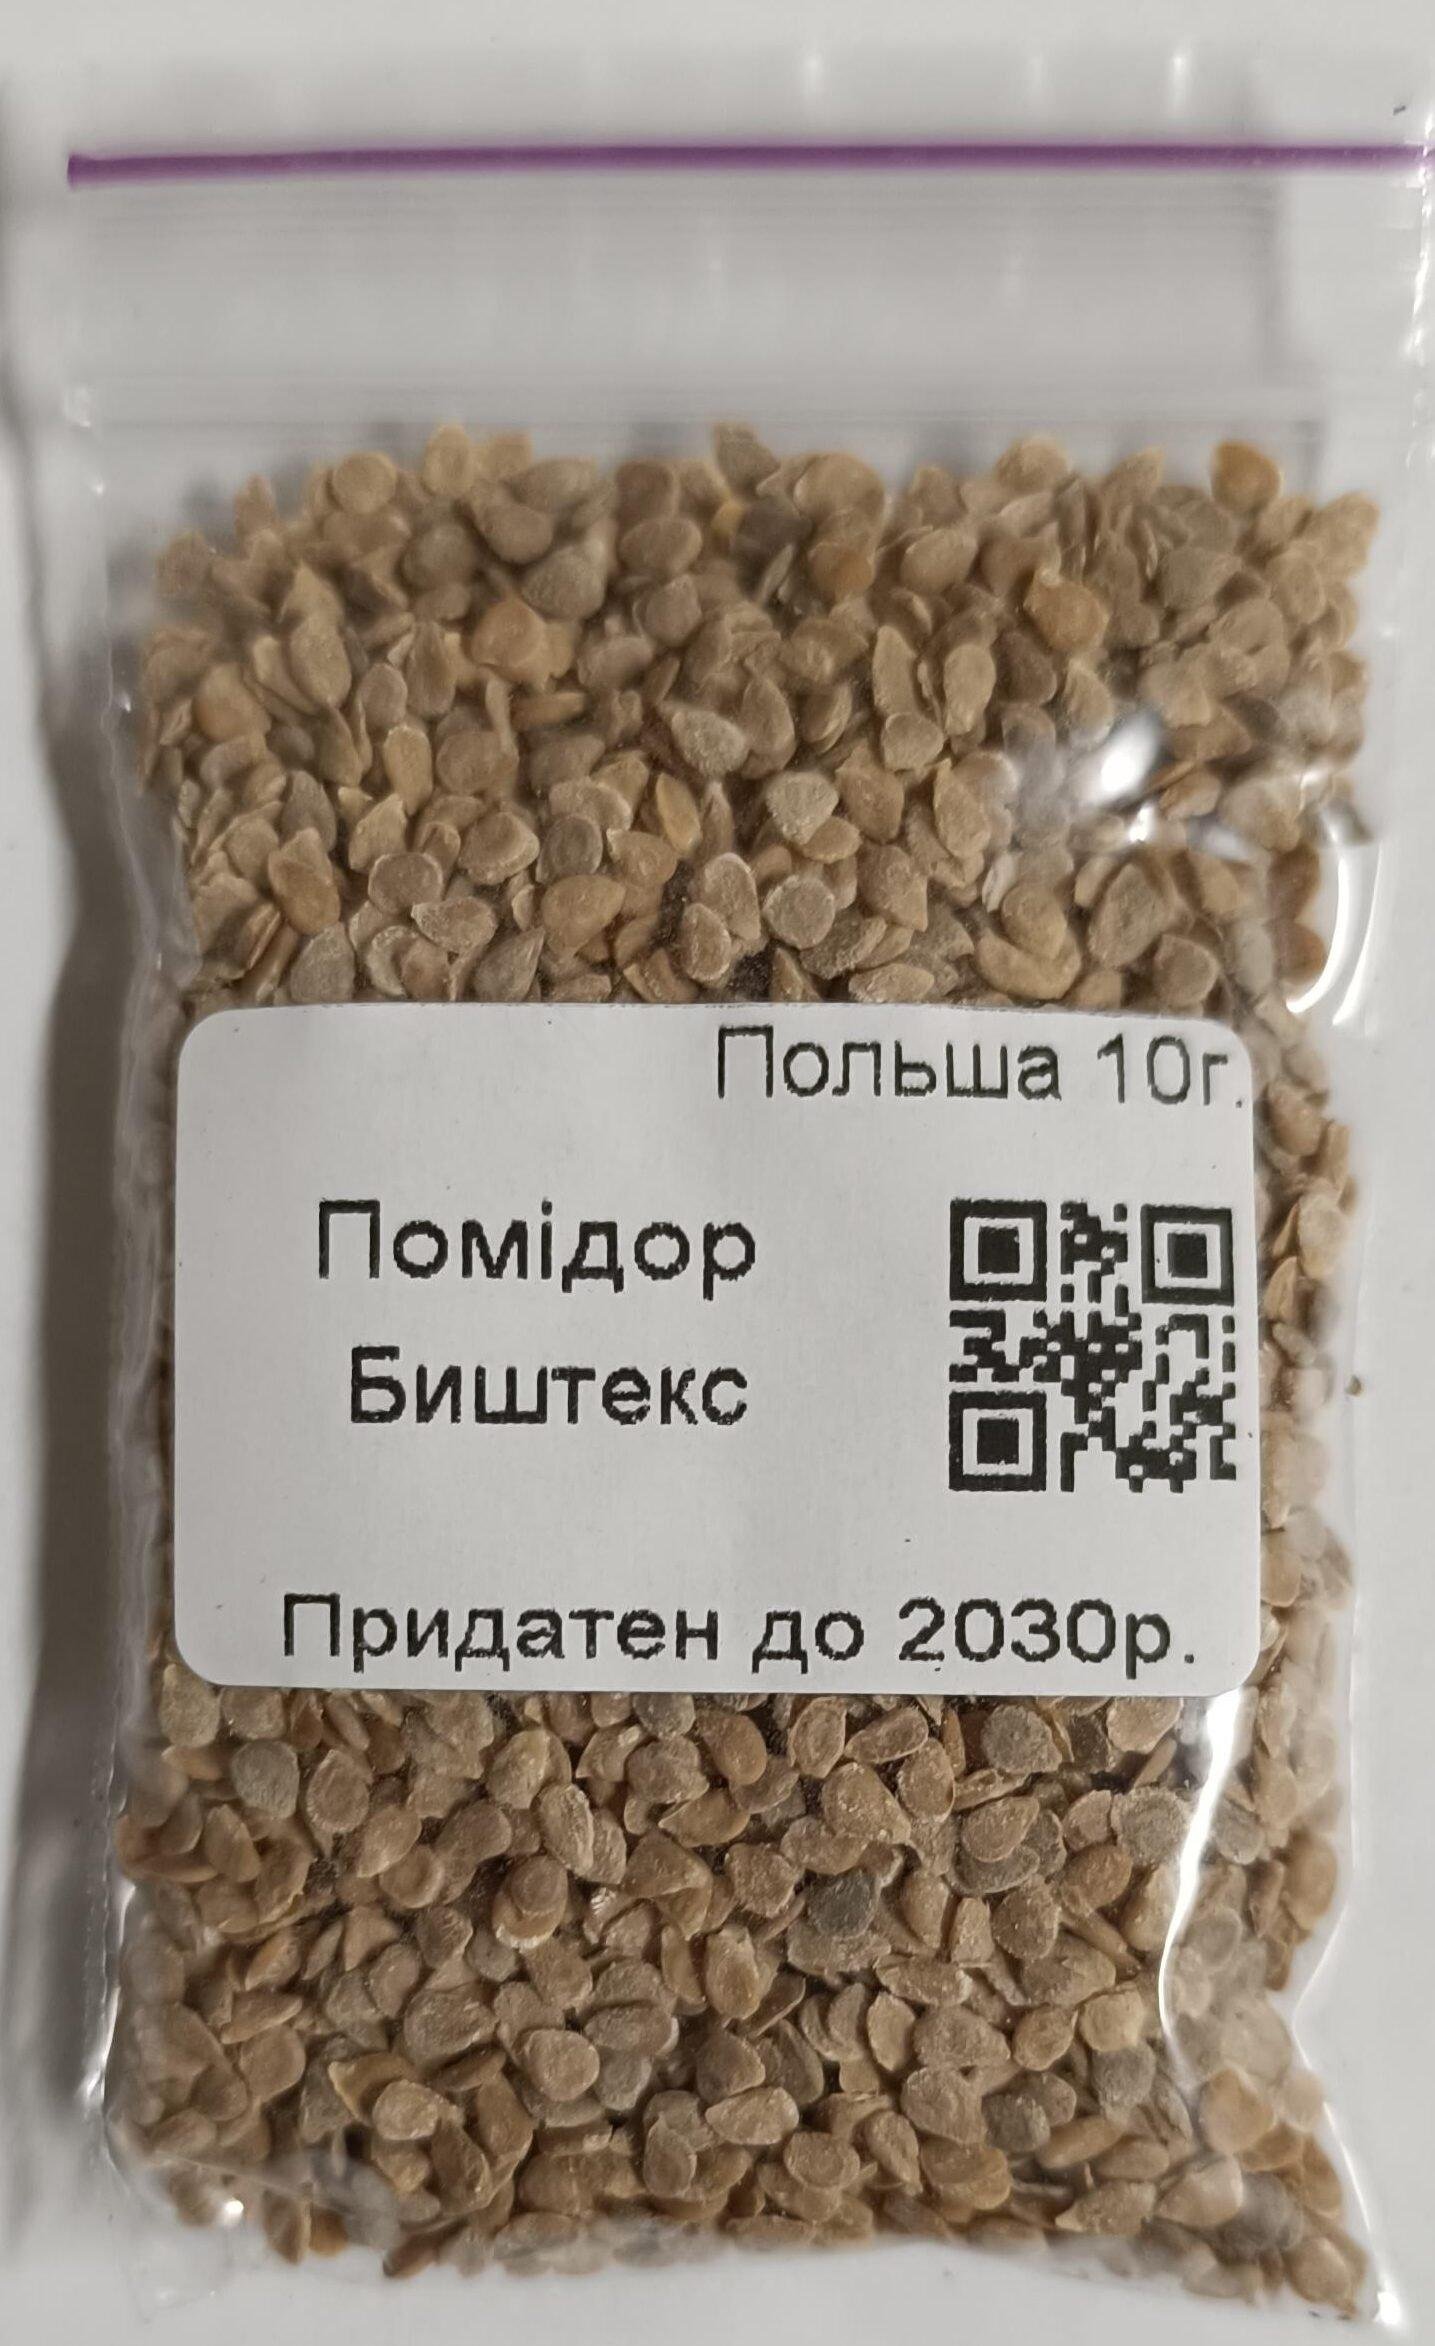 Польша 10г.
Помідор
Биштекс
Придатен до 2030р.